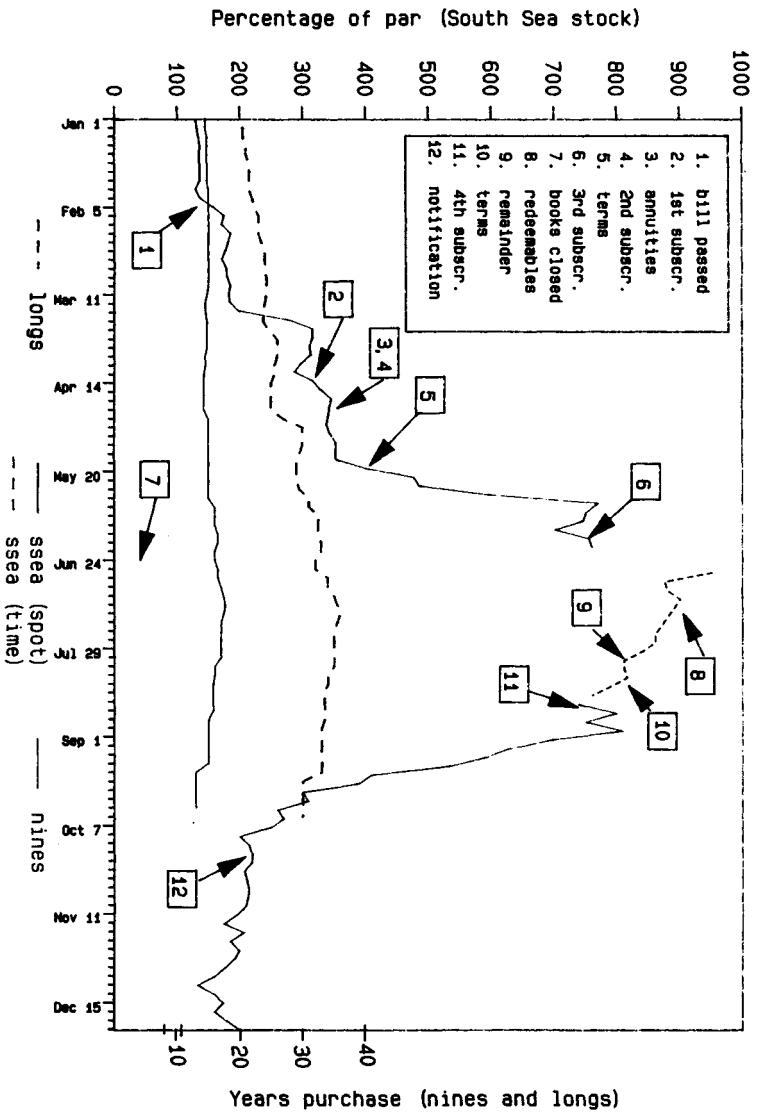 Percentage of par (South Sea stock)
0
100
200
300
400
500
600
700
800
900
1000
1. bill passed
2. 1st subscr.
3. annuities
4. 2nd subscr.
5. terms
6. 3rd subscr.
7. books closed
8. redeemables
9. remainder
10. terms
11. 4th subscr.
12. notification
1
2
3,4
5
6
7
8
9
10
11
12
Jan 1
Feb 5
Mar 11
Apr 14
May 20
Jun 24
Jul 29
Sep 1
Oct 7
Nov 11
Dec 15
10
20
30
40
Years purchase (nines and longs)
longs
ssea (spot)
ssea (time)
nines